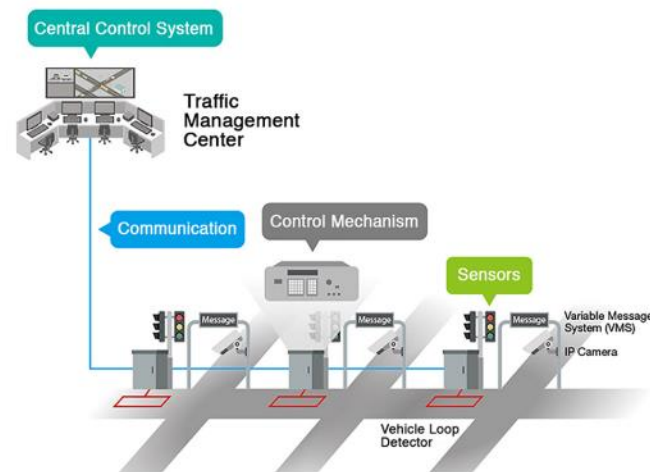 Central Control System
Traffic
Management
Center
Communication
Control Mechanism
Sensors
Message
Message
Message
Variable Message
System (VMS)
IP Camera
Vehicle Loop
Detector